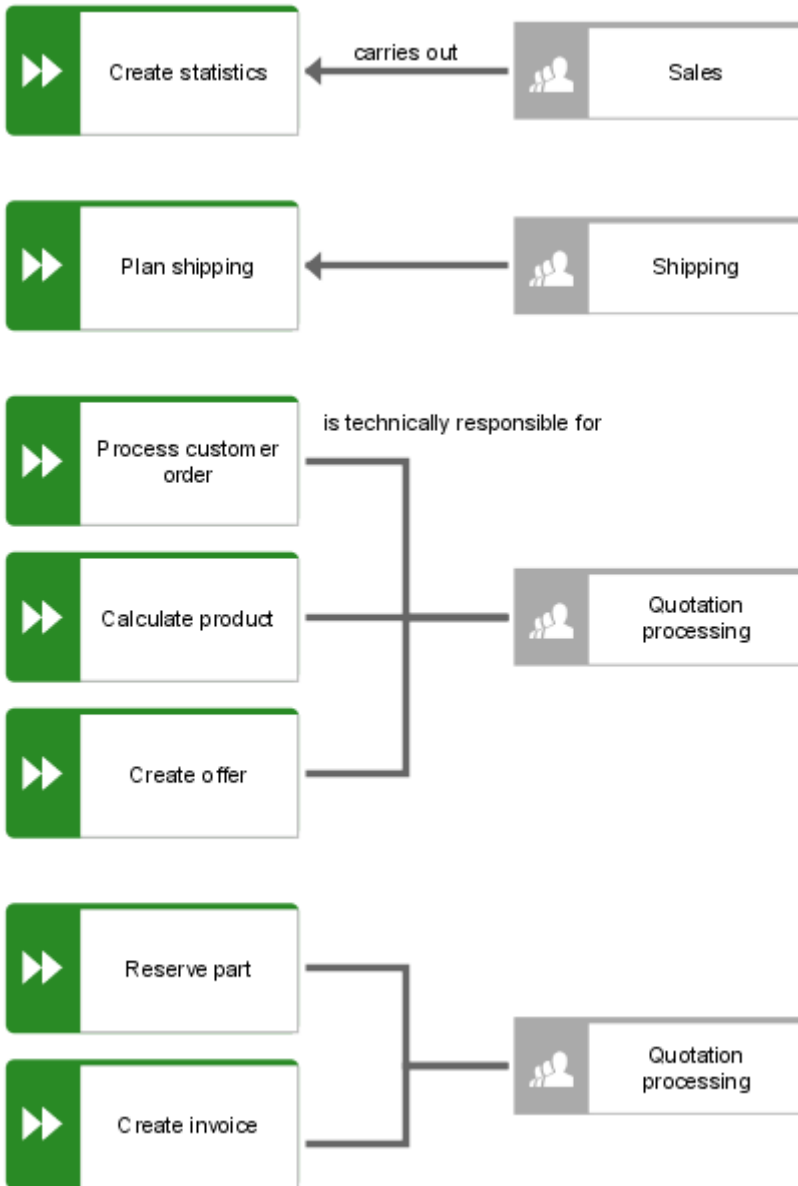 Create statistics
carries out
Sales
Plan shipping
Shipping
is technically responsible for
Process customer
order
Calculate product
Quotation
processing
Create offer
Reserve part
Quotation
processing
Create invoice